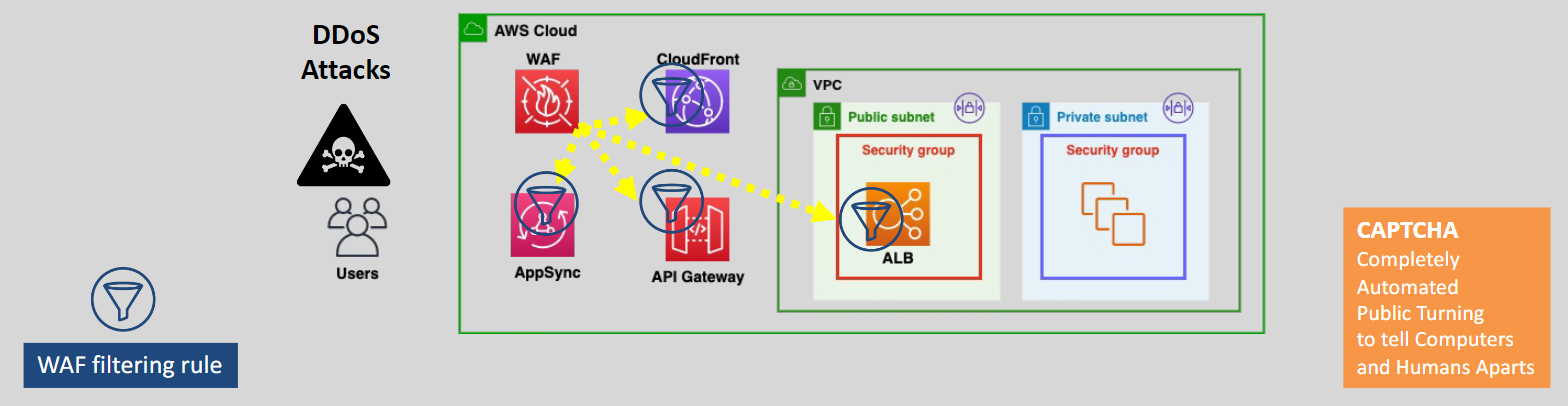 DDoS
Attacks
Users
WAF filtering rule
AWS Cloud
WAF
CloudFront
AppSync
API Gateway
VPC
Public subnet
Security group
ALB
Private subnet
Security group
CAPTCHA
Completely
Automated
Public Turning
to tell Computers
and Humans Aparts